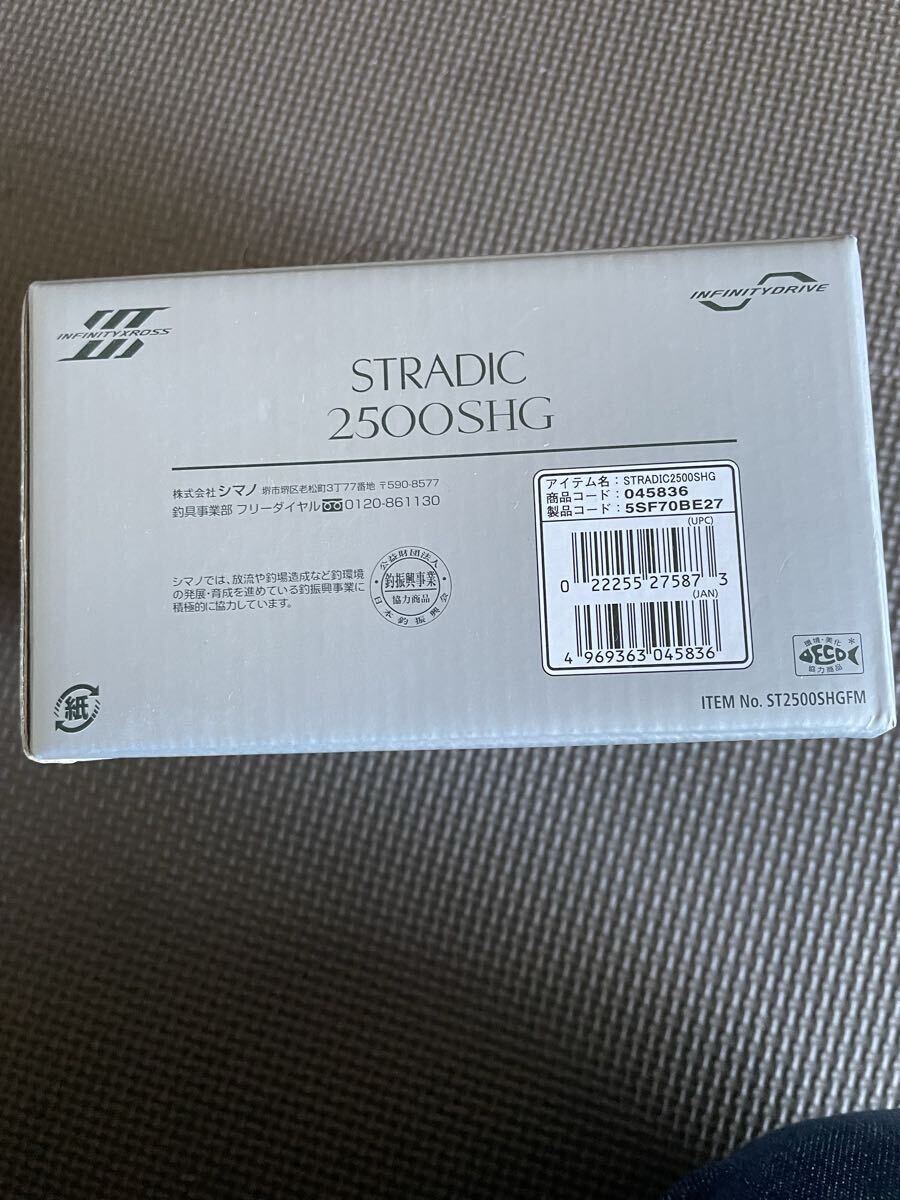 INFINITYXROSS
INFINITYDRIVE
STRADIC
2500SHG
株式会社 シマノ 堺市堺区老松町3丁77番地 〒590-8577
釣具事業部 フリーダイヤル 0120-861130
シマノでは、放流や釣場造成など釣環境
の発展・育成を進めている釣振興事業に
積極的に協力しています。
公益財団法人
釣振興事業
協力商品
日本釣振興会
アイテム名：STRADIC2500SHG
商品コード：045836
製品コード：5SF70BE27
(UPC)
0 22255 27587 3
(JAN)
4 969363 045836
環境・美化
ECO
協力商品
紙
ITEM No. ST2500SHGFM